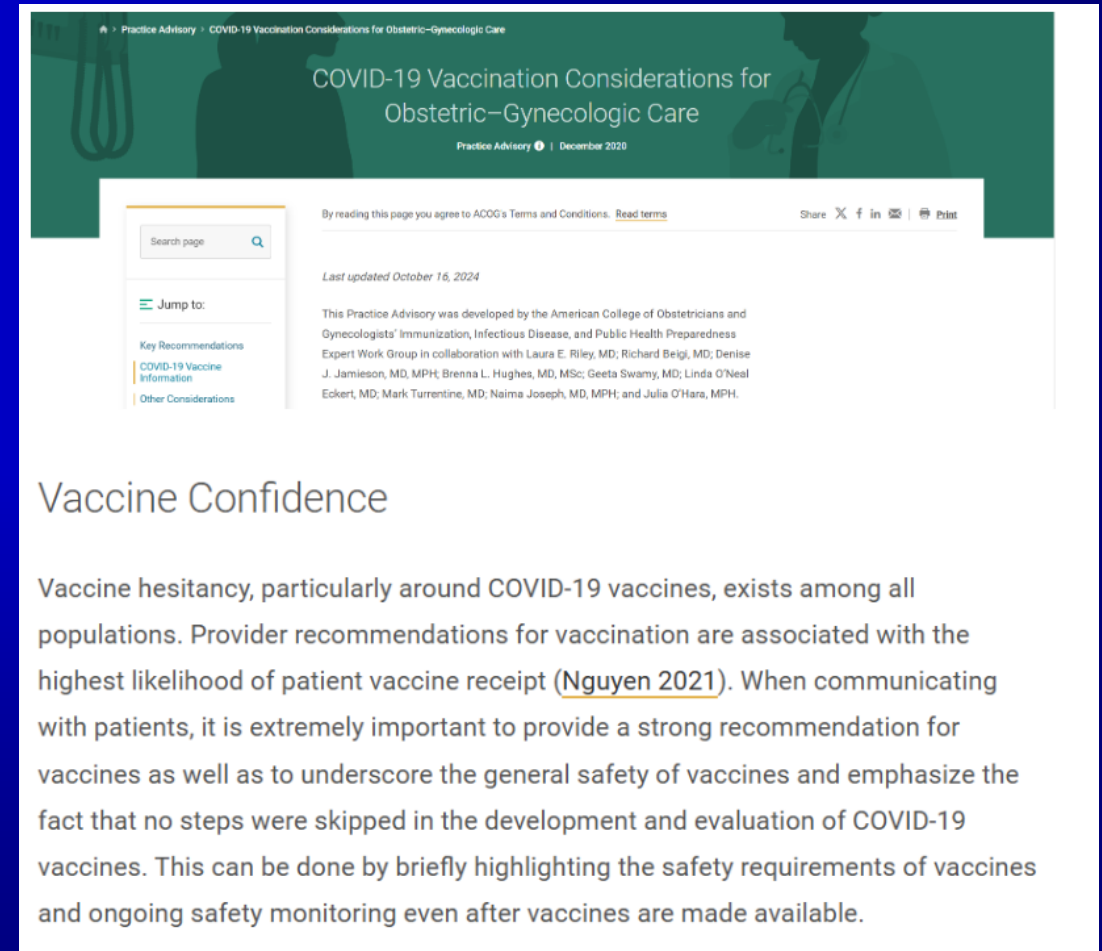 > Practice Advisory > COVID-19 Vaccination Considerations for Obstetric–Gynecologic Care
COVID-19 Vaccination Considerations for
Obstetric–Gynecologic Care
Practice Advisory | December 2020
By reading this page you agree to ACOG's Terms and Conditions. Read terms
Share X f in | Print
Search page
Last updated October 16, 2024
Jump to:
Key Recommendations
COVID-19 Vaccine
Information
Other Considerations
This Practice Advisory was developed by the American College of Obstetricians and
Gynecologists' Immunization, Infectious Disease, and Public Health Preparedness
Expert Work Group in collaboration with Laura E. Riley, MD; Richard Beigi, MD; Denise
J. Jamieson, MD, MPH; Brenna L. Hughes, MD, MSc; Geeta Swamy, MD; Linda O'Neal
Eckert, MD; Mark Turrentine, MD; Naima Joseph, MD, MPH; and Julia O'Hara, MPH.
Vaccine Confidence
Vaccine hesitancy, particularly around COVID-19 vaccines, exists among all
populations. Provider recommendations for vaccination are associated with the
highest likelihood of patient vaccine receipt (Nguyen 2021). When communicating
with patients, it is extremely important to provide a strong recommendation for
vaccines as well as to underscore the general safety of vaccines and emphasize the
fact that no steps were skipped in the development and evaluation of COVID-19
vaccines. This can be done by briefly highlighting the safety requirements of vaccines
and ongoing safety monitoring even after vaccines are made available.